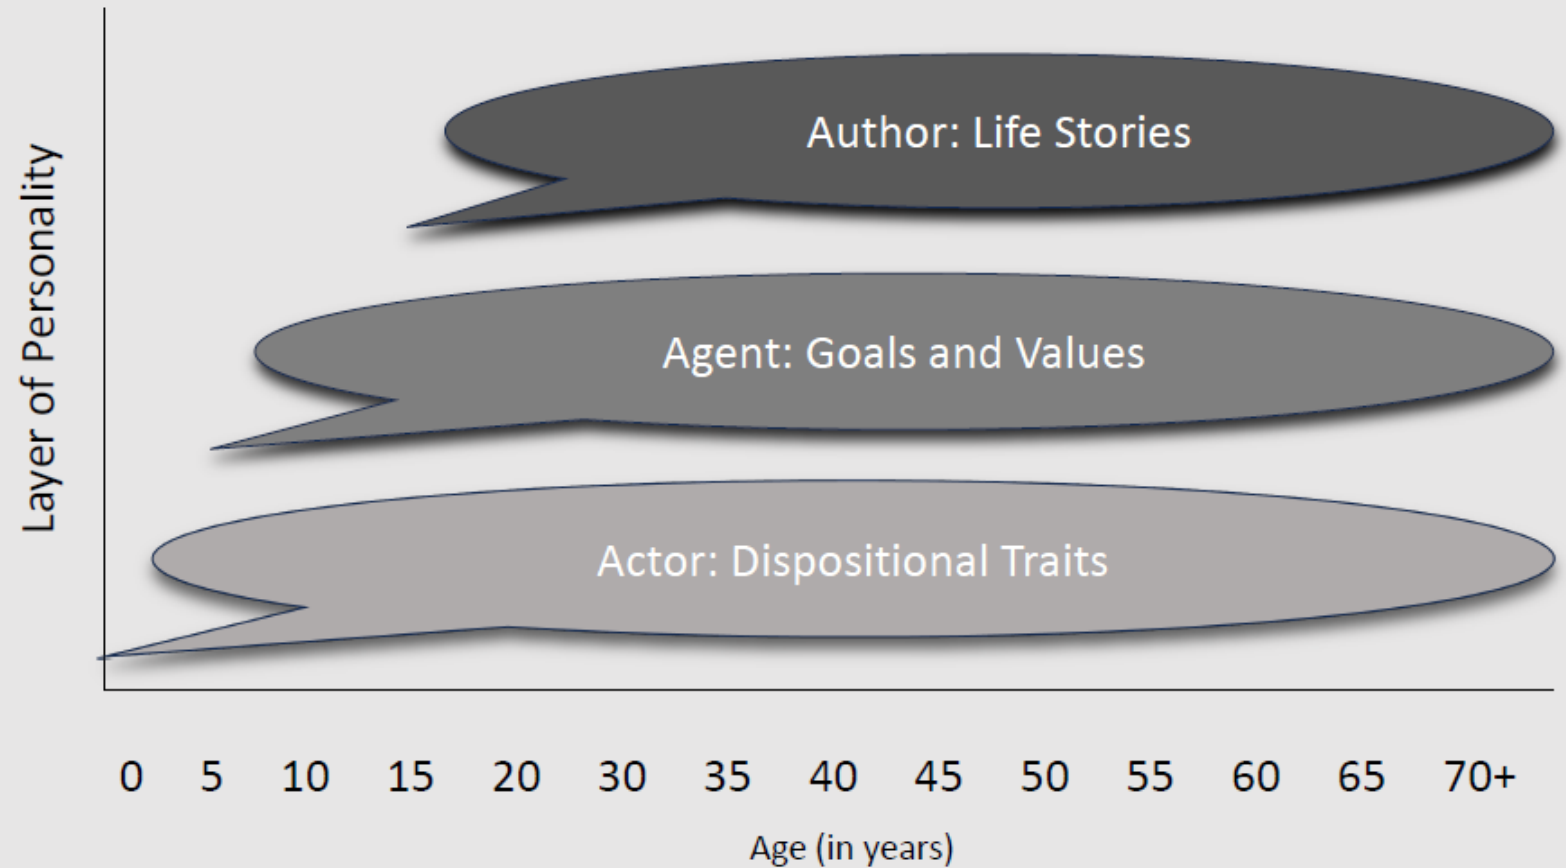 Author: Life Stories
Agent: Goals and Values
Actor: Dispositional Traits
Layer of Personality
0 5 10 15 20 30 35 40 45 50 55 60 65 70+
Age (in years)